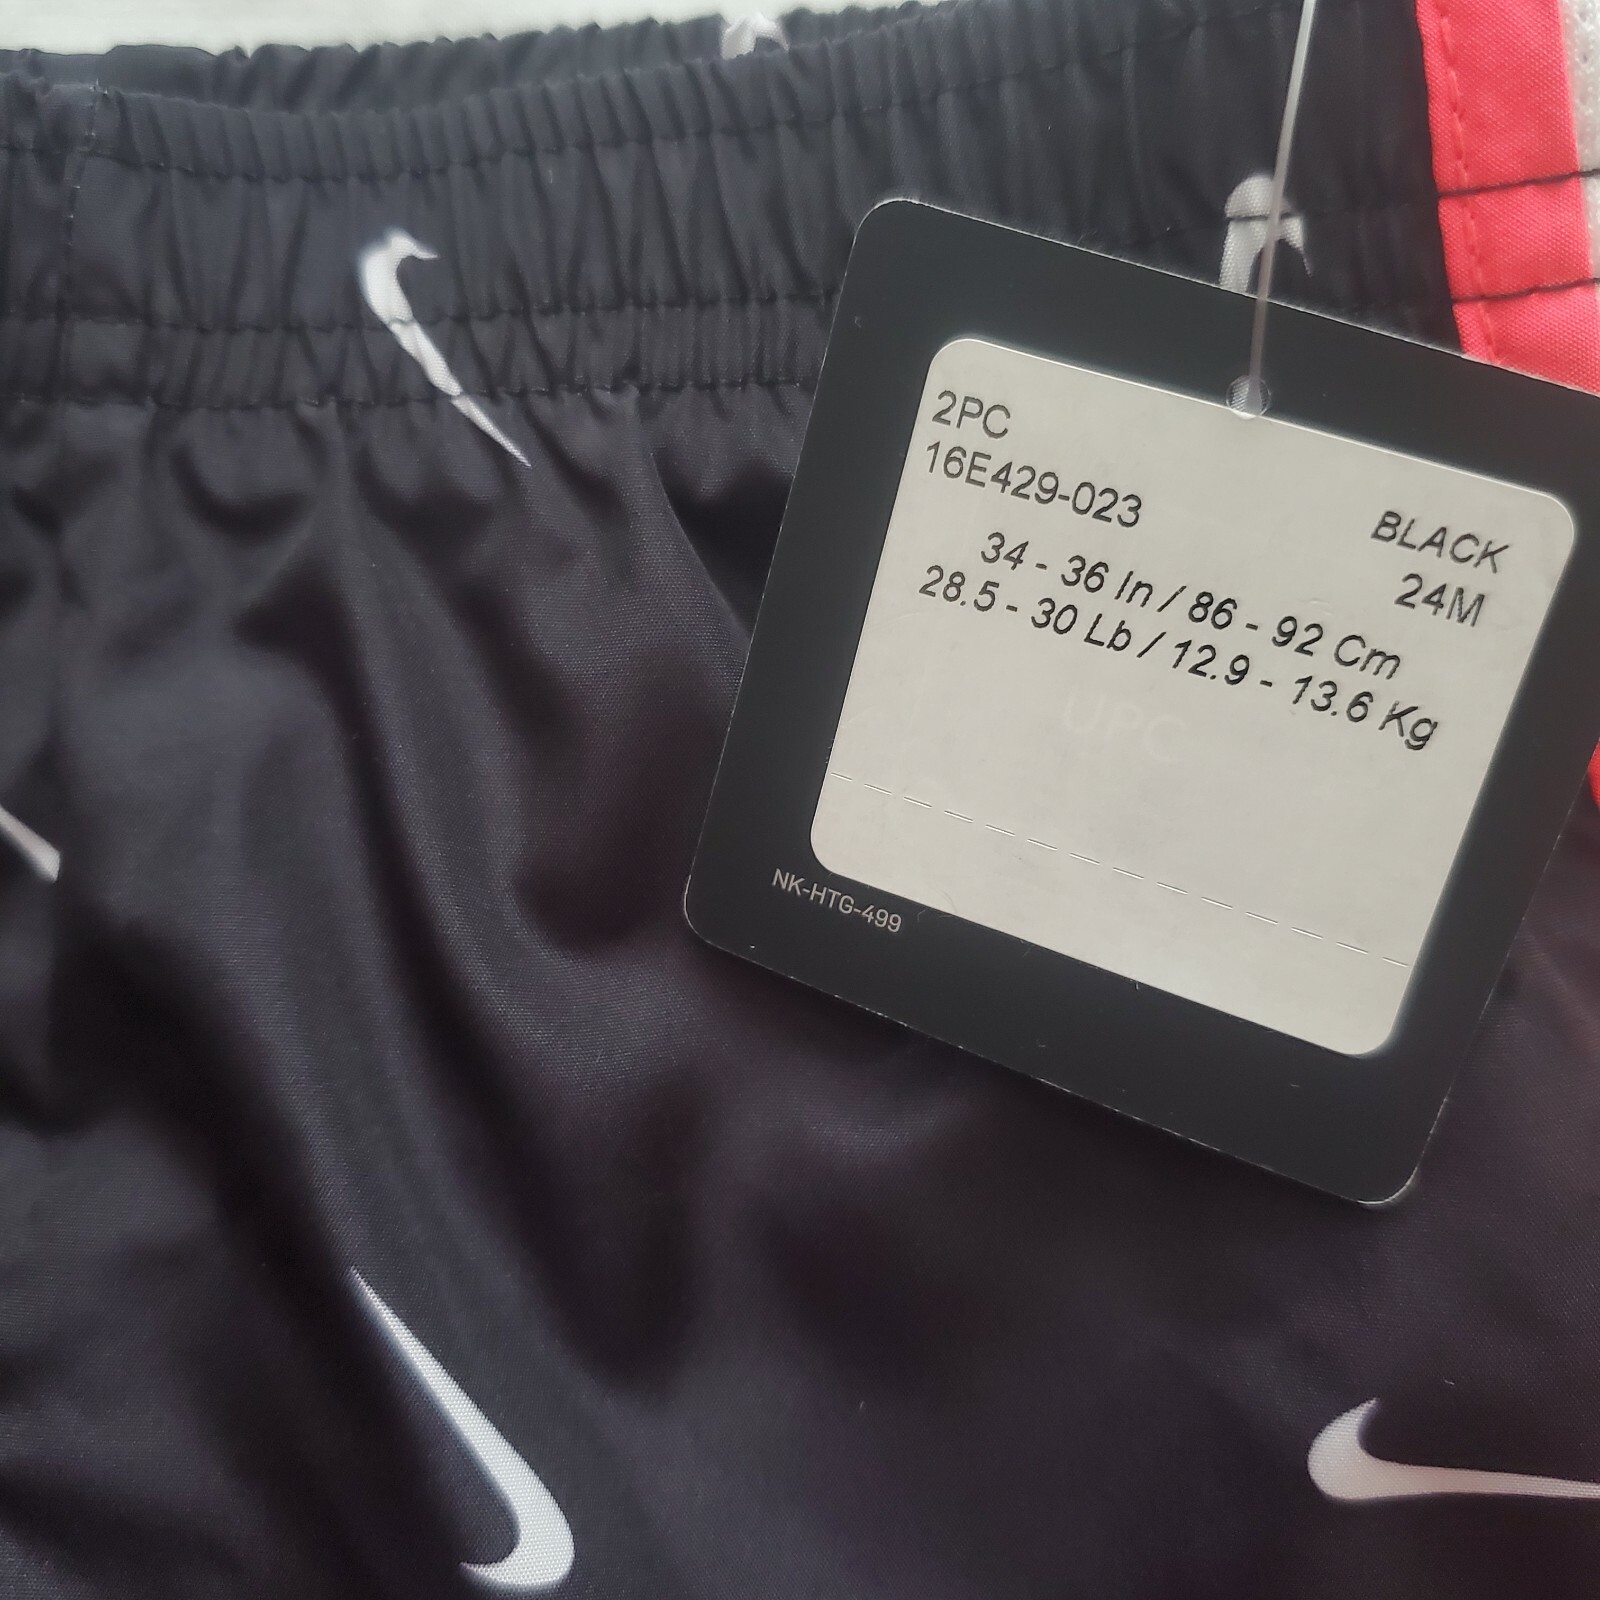 2PC
16E429-023
BLACK
24M
34 - 36 In / 86 - 92 Cm
28.5 - 30 Lb / 12.9 - 13.6 Kg
UPC
NK-HTG-499